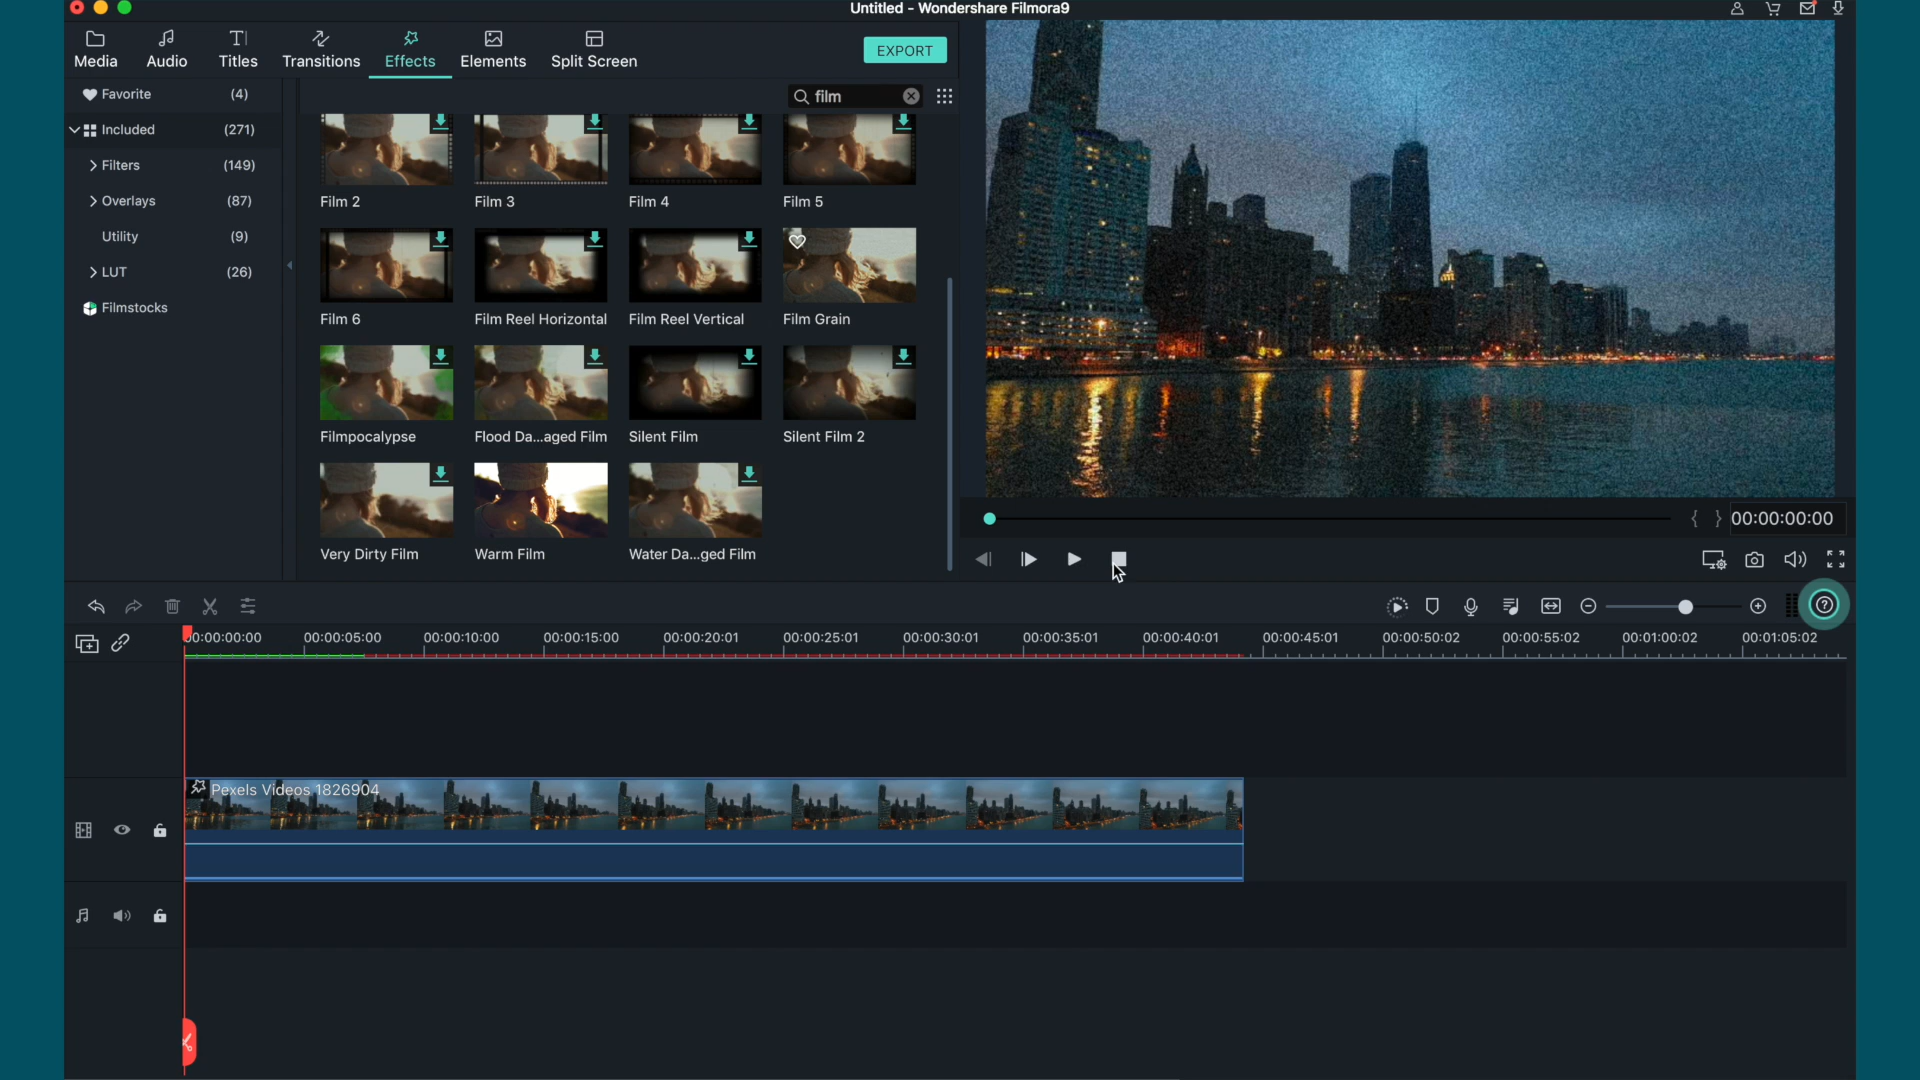 Untitled - Wondershare Filmora9
Media
Audio
Titles
Transitions
Effects
Elements
Split Screen
EXPORT
Favorite (4)
film
Included (271)
Filters (149)
Overlays (87)
Utility (9)
LUT (26)
Filmstocks
Film 2
Film 3
Film 4
Film 5
Film 6
Film Reel Horizontal
Film Reel Vertical
Film Grain
Filmpocalypse
Flood Da...aged Film
Silent Film
Silent Film 2
Very Dirty Film
Warm Film
Water Da...ged Film
{ } 00:00:00:00
00:00:00:00
00:00:05:00
00:00:10:00
00:00:15:00
00:00:20:01
00:00:25:01
00:00:30:01
00:00:35:01
00:00:40:01
00:00:45:01
00:00:50:02
00:00:55:02
00:01:00:02
00:01:05:02
Pexels Videos 1826904